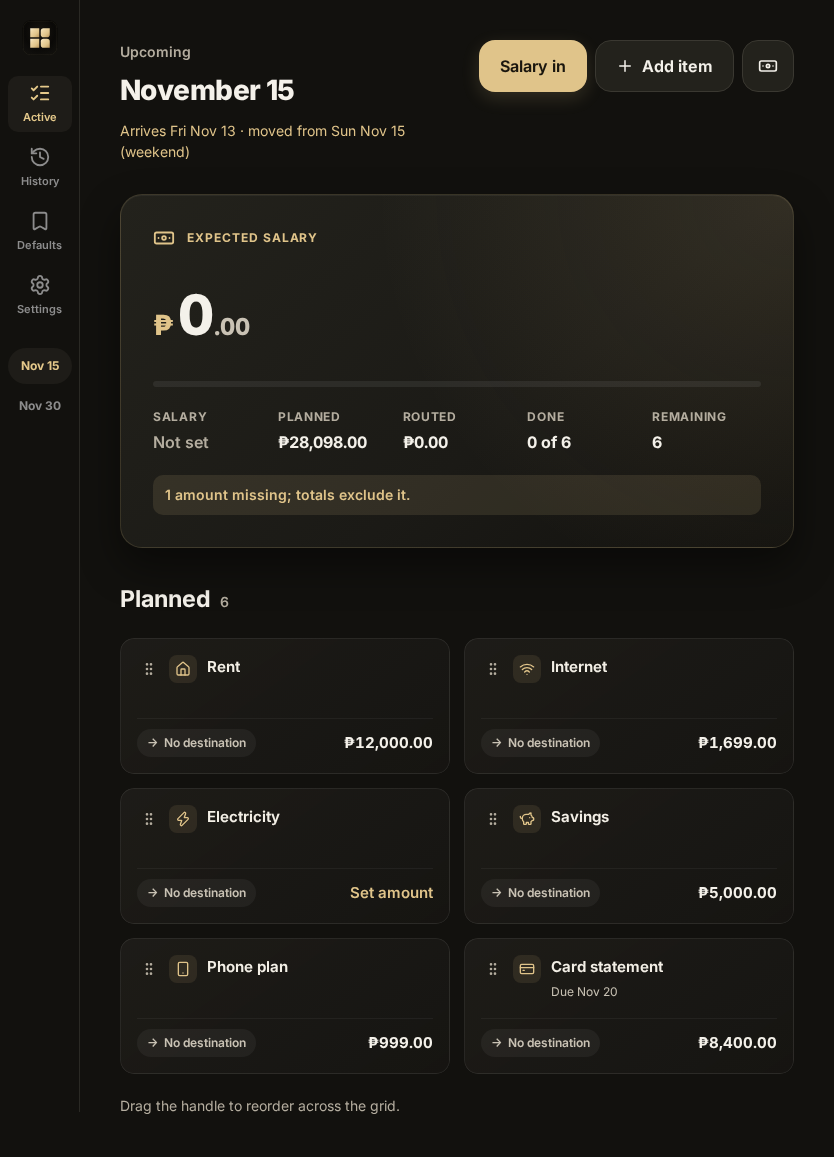 Active
History
Defaults
Settings
Nov 15
Nov 30
Upcoming
November 15
Arrives Fri Nov 13 · moved from Sun Nov 15
(weekend)
Salary in
Add item
EXPECTED SALARY
₱0.00
SALARY PLANNED ROUTED DONE REMAINING
Not set ₱28,098.00 ₱0.00 0 of 6 6
1 amount missing; totals exclude it.
Planned 6
Rent
No destination ₱12,000.00
Internet
No destination ₱1,699.00
Electricity
No destination Set amount
Savings
No destination ₱5,000.00
Phone plan
No destination ₱999.00
Card statement
Due Nov 20
No destination ₱8,400.00
Drag the handle to reorder across the grid.